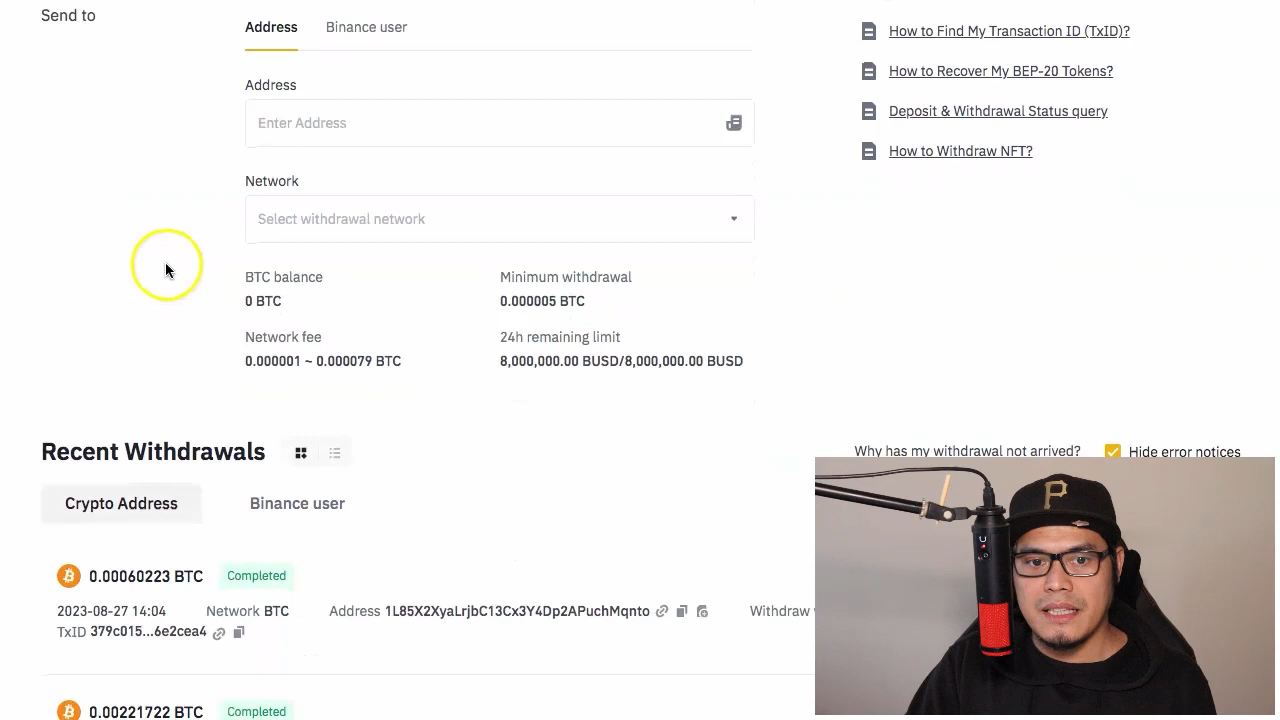 Send to
Address Binance user
Address
Enter Address
Network
Select withdrawal network
BTC balance Minimum withdrawal
0 BTC 0.000005 BTC
Network fee 24h remaining limit
0.000001 ~ 0.000079 BTC 8,000,000.00 BUSD/8,000,000.00 BUSD
How to Find My Transaction ID (TxID)?
How to Recover My BEP-20 Tokens?
Deposit & Withdrawal Status query
How to Withdraw NFT?
Recent Withdrawals
Why has my withdrawal not arrived? Hide error notices
Crypto Address Binance user
0.00060223 BTC Completed
2023-08-27 14:04 Network BTC Address 1L85X2XyaLrjbC13Cx3Y4Dp2APuchMqnto Withdraw
TxID 379c015...6e2cea4
0.00221722 BTC Completed
P